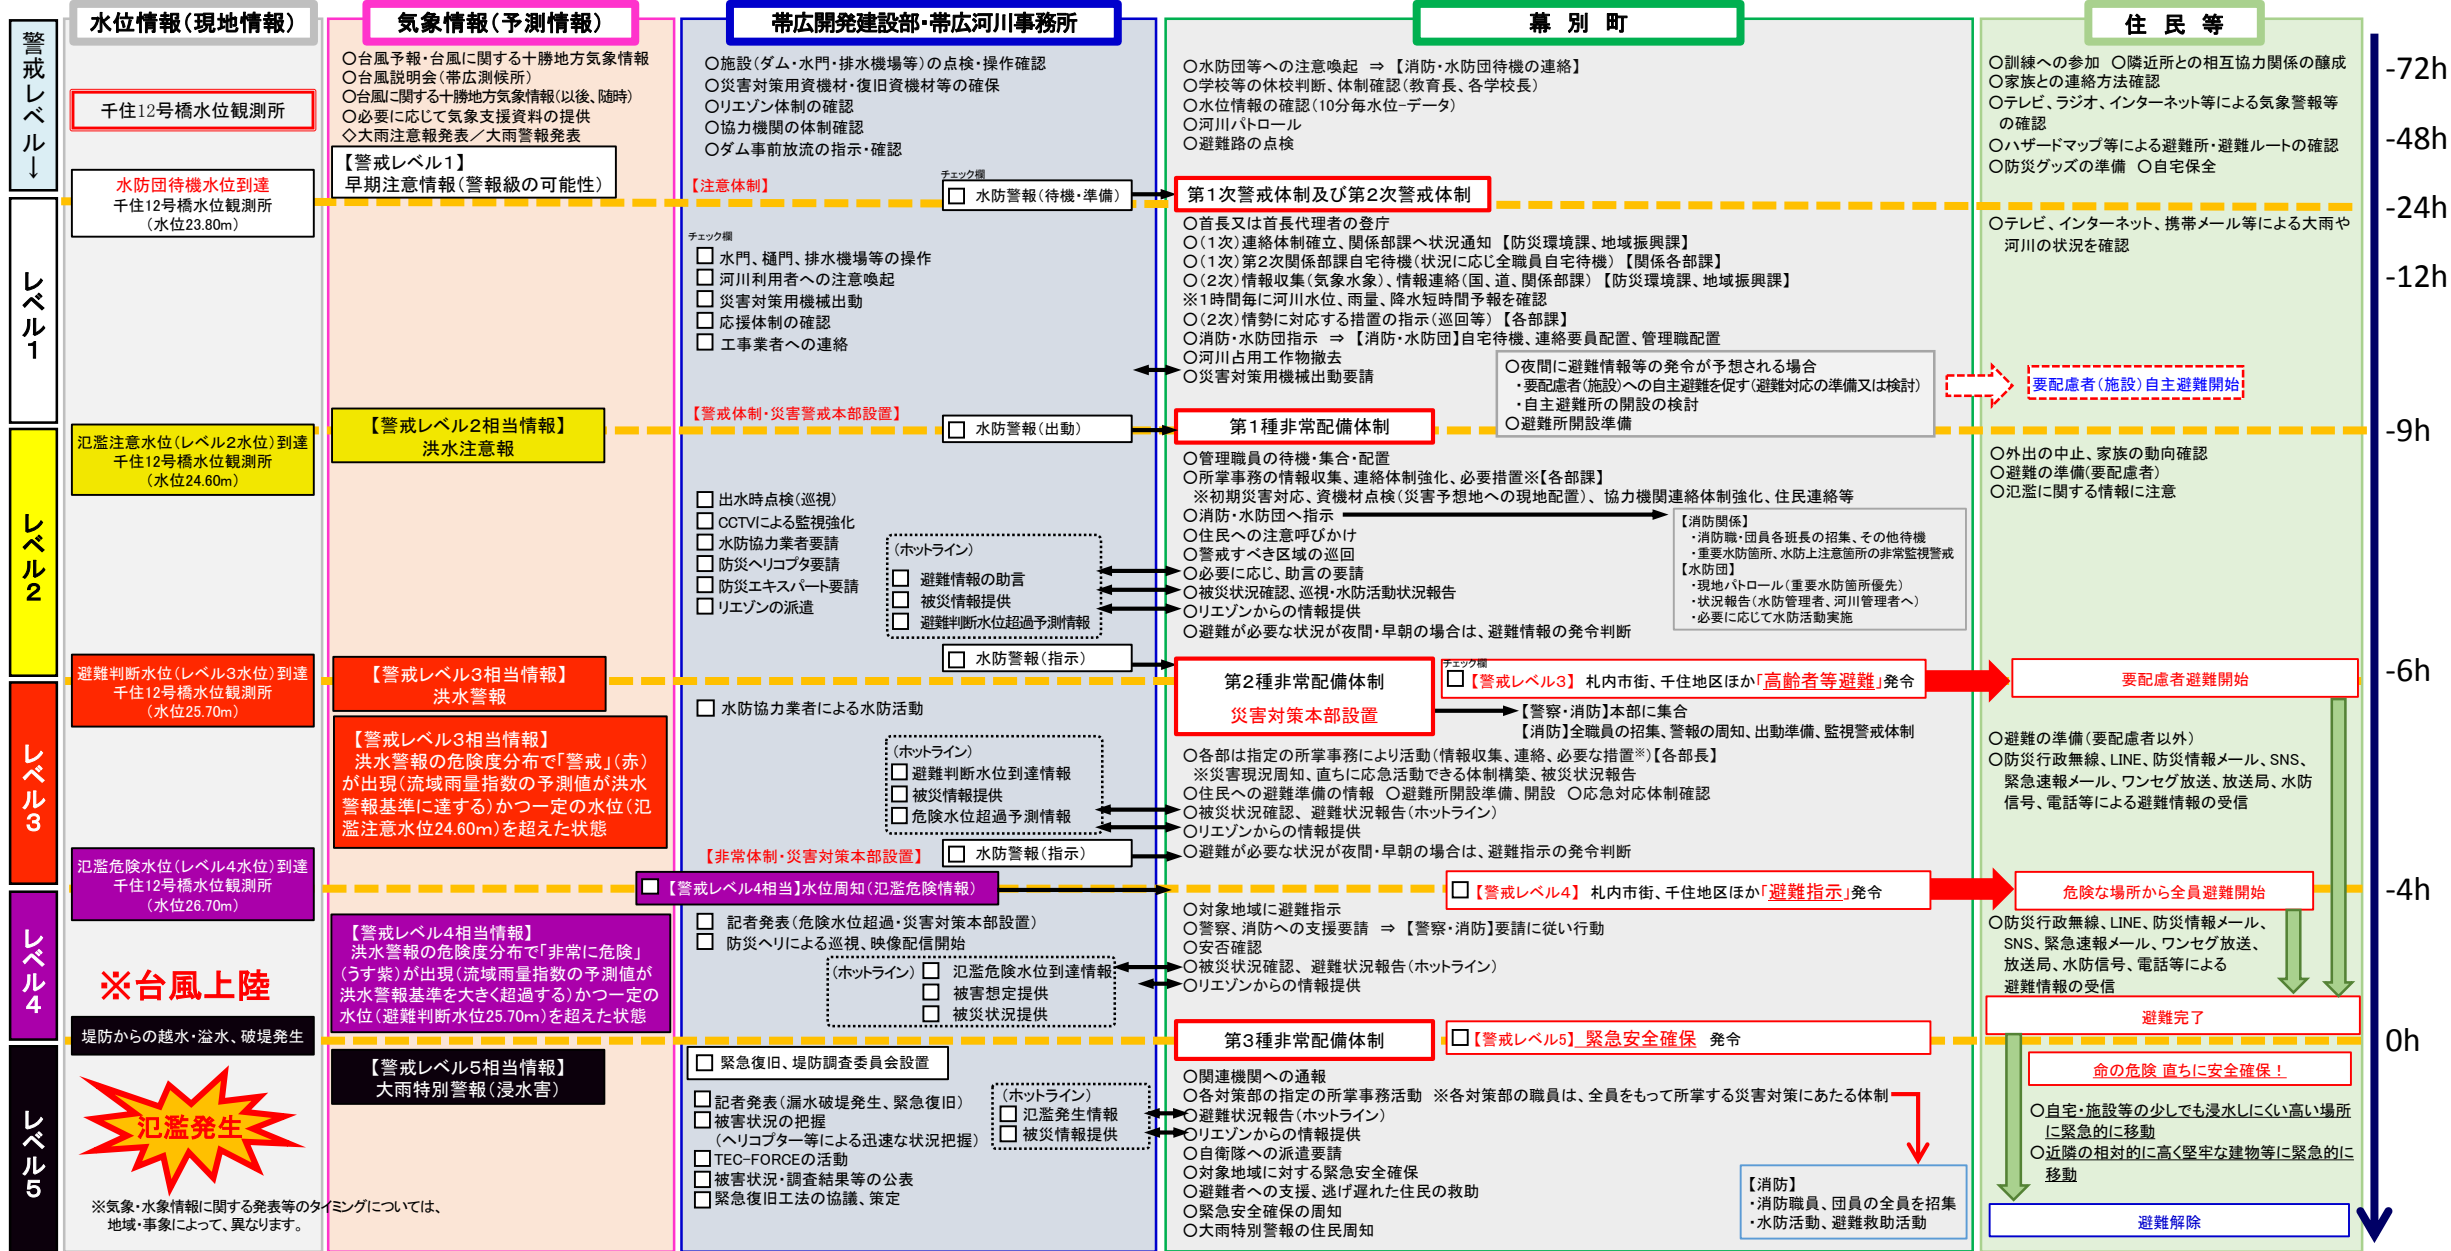 警戒レベル↓
水位情報(現地情報)
千住12号橋水位観測所
水防団待機水位到達
千住12号橋水位観測所
(水位23.80m)
レベル1
氾濫注意水位(レベル2水位)到達
千住12号橋水位観測所
(水位24.60m)
レベル2
避難判断水位(レベル3水位)到達
千住12号橋水位観測所
(水位25.70m)
レベル3
氾濫危険水位(レベル4水位)到達
千住12号橋水位観測所
(水位26.70m)
レベル4
※台風上陸
堤防からの越水・溢水、破堤発生
レベル5
氾濫発生
※気象・水象情報に関する発表等のタイミングについては、
地域・事象によって、異なります。
気象情報(予測情報)
○台風予報・台風に関する十勝地方気象情報
○台風説明会(帯広測候所)
○台風に関する十勝地方気象情報(以後、随時)
○必要に応じて気象支援資料の提供
◇大雨注意報発表/大雨警報発表
【警戒レベル1】
早期注意情報(警報級の可能性)
【警戒レベル2相当情報】
洪水注意報
【警戒レベル3相当情報】
洪水警報
【警戒レベル3相当情報】
洪水警報の危険度分布で「警戒」(赤)
が出現(流域雨量指数の予測値が洪水
警報基準に達する)かつ一定の水位(氾
濫注意水位24.60m)を超えた状態
【警戒レベル4相当情報】
洪水警報の危険度分布で「非常に危険」
(うす紫)が出現(流域雨量指数の予測値が
洪水警報基準を大きく超過する)かつ一定の
水位(避難判断水位25.70m)を超えた状態
【警戒レベル5相当情報】
大雨特別警報(浸水害)
帯広開発建設部・帯広河川事務所
○施設(ダム・水門・排水機場等)の点検・操作確認
○災害対策用資機材・復旧資機材等の確保
○リエゾン体制の確認
○協力機関の体制確認
○ダム事前放流の指示・確認
【注意体制】
チェック欄
□ 水防警報(待機・準備)
チェック欄
□ 水門、樋門、排水機場等の操作
□ 河川利用者への注意喚起
□ 災害対策用機械出動
□ 応援体制の確認
□ 工事業者への連絡
【警戒体制・災害警戒本部設置】
□ 水防警報(出動)
□ 出水時点検(巡視)
□ CCTVによる監視強化
□ 水防協力業者要請
□ 防災ヘリコプタ要請
□ 防災エキスパート要請
□ リエゾンの派遣
(ホットライン)
□ 避難情報の助言
□ 被災情報提供
□ 避難判断水位超過予測情報
□ 水防警報(指示)
□ 水防協力業者による水防活動
(ホットライン)
□ 避難判断水位到達情報
□ 被災情報提供
□ 危険水位超過予測情報
【非常体制・災害対策本部設置】
□ 水防警報(指示)
□ 【警戒レベル4相当】水位周知(氾濫危険情報)
□ 記者発表(危険水位超過・災害対策本部設置)
□ 防災ヘリによる巡視、映像配信開始
(ホットライン) □ 氾濫危険水位到達情報
□ 被害想定提供
□ 被災状況提供
□ 緊急復旧、堤防調査委員会設置
□ 記者発表(漏水破堤発生、緊急復旧)
□ 被害状況の把握
(ヘリコプター等による迅速な状況把握)
□ TEC-FORCEの活動
□ 被害状況・調査結果等の公表
□ 緊急復旧工法の協議、策定
(ホットライン)
□ 氾濫発生情報
□ 被災情報提供
幕別町
○水防団等への注意喚起 ⇒ 【消防・水防団待機の連絡】
○学校等の休校判断、体制確認(教育長、各学校長)
○水位情報の確認(10分毎水位-データ)
○河川パトロール
○避難路の点検
第1次警戒体制及び第2次警戒体制
○首長又は首長代理者の登庁
○(1次)連絡体制確立、関係部課へ状況通知 【防災環境課、地域振興課】
○(1次)第2次関係部課自宅待機(状況に応じ全職員自宅待機) 【関係各部課】
○(2次)情報収集(気象水象)、情報連絡(国、道、関係部課) 【防災環境課、地域振興課】
※1時間毎に河川水位、雨量、降水短時間予報を確認
○(2次)情勢に対応する措置の指示(巡回等) 【各部課】
○消防・水防団指示 ⇒ 【消防・水防団】自宅待機、連絡要員配置、管理職配置
○河川占用工作物撤去
○災害対策用機械出動要請
○夜間に避難情報等の発令が予想される場合
・要配慮者(施設)への自主避難を促す(避難対応の準備又は検討)
・自主避難所の開設の検討
○避難所開設準備
第1種非常配備体制
○管理職員の待機・集合・配置
○所掌事務の情報収集、連絡体制強化、必要措置※【各部課】
※初期災害対応、資機材点検(災害予想地への現地配置)、協力機関連絡体制強化、住民連絡等
○消防・水防団へ指示
○住民への注意呼びかけ
○警戒すべき区域の巡回
○必要に応じ、助言の要請
○被災状況確認、巡視・水防活動状況報告
○リエゾンからの情報提供
○避難が必要な状況が夜間・早朝の場合は、避難情報の発令判断
【消防関係】
・消防職・団員各班長の招集、その他待機
・重要水防箇所、水防上注意箇所の非常監視警戒
【水防団】
・現地パトロール(重要水防箇所優先)
・状況報告(水防管理者、河川管理者へ)
・必要に応じて水防活動実施
第2種非常配備体制
災害対策本部設置
チェック欄
□ 【警戒レベル3】 札内市街、千住地区ほか「高齢者等避難」発令
【警察・消防】本部に集合
【消防】全職員の招集、警報の周知、出動準備、監視警戒体制
○各部は指定の所掌事務により活動(情報収集、連絡、必要な措置※)【各部長】
※災害現況周知、直ちに応急活動できる体制構築、被災状況報告
○住民への避難準備の情報 ○避難所開設準備、開設 ○応急対応体制確認
○被災状況確認、避難状況報告(ホットライン)
○リエゾンからの情報提供
○避難が必要な状況が夜間・早朝の場合は、避難指示の発令判断
□ 【警戒レベル4】 札内市街、千住地区ほか「避難指示」発令
○対象地域に避難指示
○警察、消防への支援要請 ⇒ 【警察・消防】要請に従い行動
○安否確認
○被災状況確認、避難状況報告(ホットライン)
○リエゾンからの情報提供
第3種非常配備体制
□ 【警戒レベル5】 緊急安全確保 発令
○関連機関への通報
○各対策部の指定の所掌事務活動 ※各対策部の職員は、全員をもって所掌する災害対策にあたる体制
○避難状況報告(ホットライン)
○リエゾンからの情報提供
○自衛隊への派遣要請
○対象地域に対する緊急安全確保
○避難者への支援、逃げ遅れた住民の救助
○緊急安全確保の周知
○大雨特別警報の住民周知
【消防】
・消防職員、団員の全員を招集
・水防活動、避難救助活動
住民等
○訓練への参加 ○隣近所との相互協力関係の醸成
○家族との連絡方法確認
○テレビ、ラジオ、インターネット等による気象警報等
の確認
○ハザードマップ等による避難所・避難ルートの確認
○防災グッズの準備 ○自宅保全
○テレビ、インターネット、携帯メール等による大雨や
河川の状況を確認
要配慮者(施設)自主避難開始
○外出の中止、家族の動向確認
○避難の準備(要配慮者)
○氾濫に関する情報に注意
要配慮者避難開始
○避難の準備(要配慮者以外)
○防災行政無線、LINE、防災情報メール、SNS、
緊急速報メール、ワンセグ放送、放送局、水防
信号、電話等による避難情報の受信
危険な場所から全員避難開始
○防災行政無線、LINE、防災情報メール、
SNS、緊急速報メール、ワンセグ放送、
放送局、水防信号、電話等による
避難情報の受信
避難完了
命の危険 直ちに安全確保!
○自宅・施設等の少しでも浸水しにくい高い場所
に緊急的に移動
○近隣の相対的に高く堅牢な建物等に緊急的に
移動
避難解除
-72h
-48h
-24h
-12h
-9h
-6h
-4h
0h